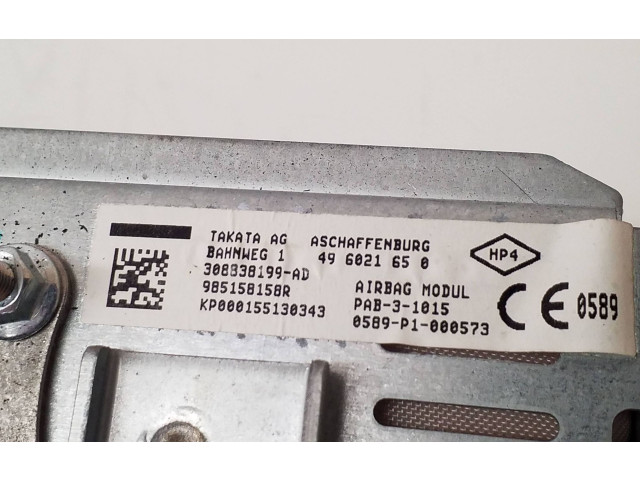 TAKATA AG ASCHAFFENBURG
BAHNWEG 1 49 6021 65 0
308838199-AD
985158158R AIRBAG MODUL
KP000155130343 PAB-3-1015
0589-P1-000573
HP4
CE 0589